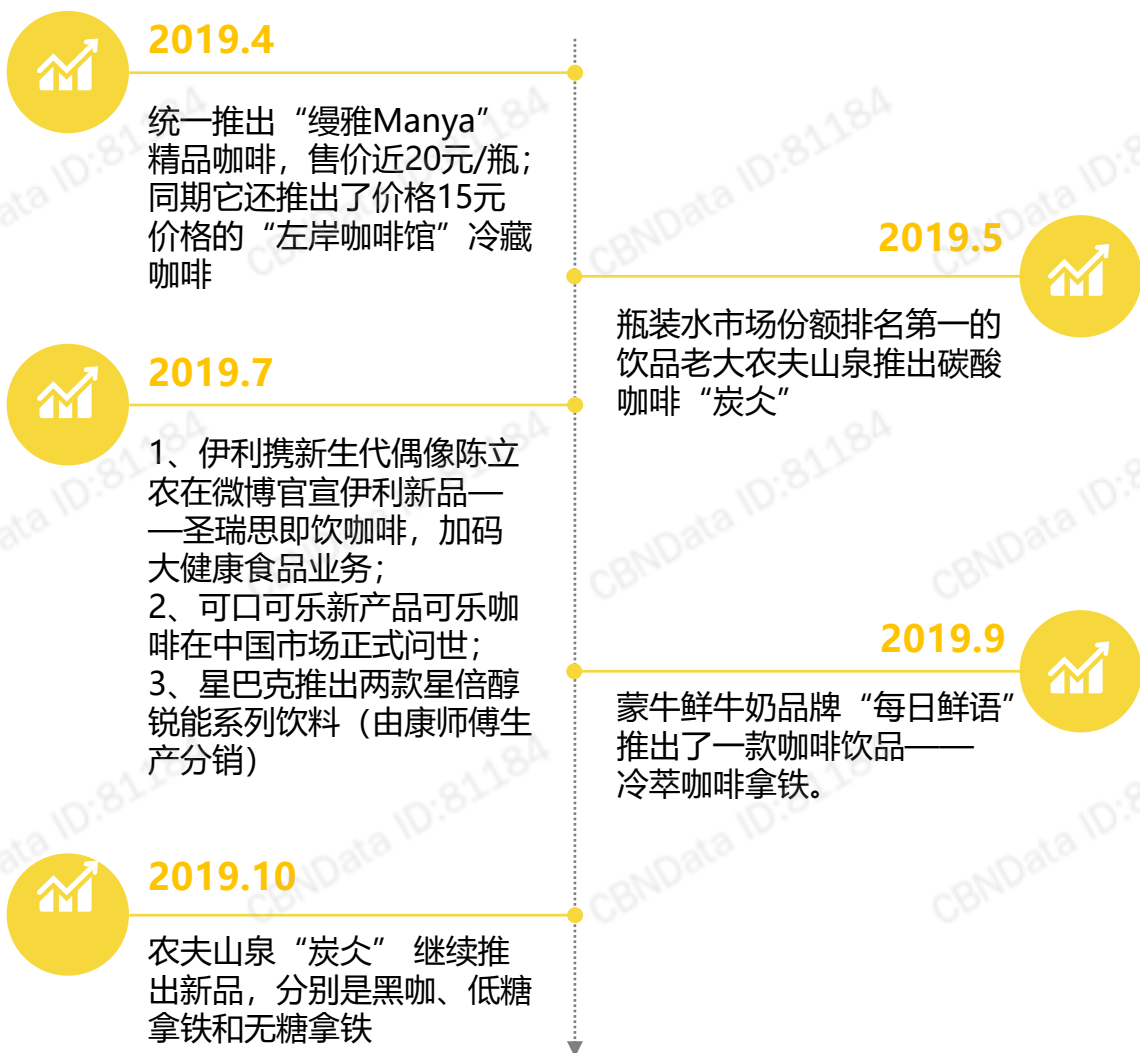 2019.4
统一推出“缦雅Manya”
精品咖啡，售价近20元/瓶；
同期它还推出了价格15元
价格的“左岸咖啡馆”冷藏
咖啡
2019.5
瓶装水市场份额排名第一的
饮品老大农夫山泉推出碳酸
咖啡“炭仌”
2019.7
1、伊利携新生代偶像陈立
农在微博官宣伊利新品—
—圣瑞思即饮咖啡，加码
大健康食品业务；
2、可口可乐新产品可乐咖
啡在中国市场正式问世；
3、星巴克推出两款星倍醇
锐能系列饮料（由康师傅生
产分销）
2019.9
蒙牛鲜牛奶品牌“每日鲜语”
推出了一款咖啡饮品——
冷萃咖啡拿铁。
2019.10
农夫山泉“炭仌” 继续推
出新品，分别是黑咖、低糖
拿铁和无糖拿铁
CBNData ID:81184